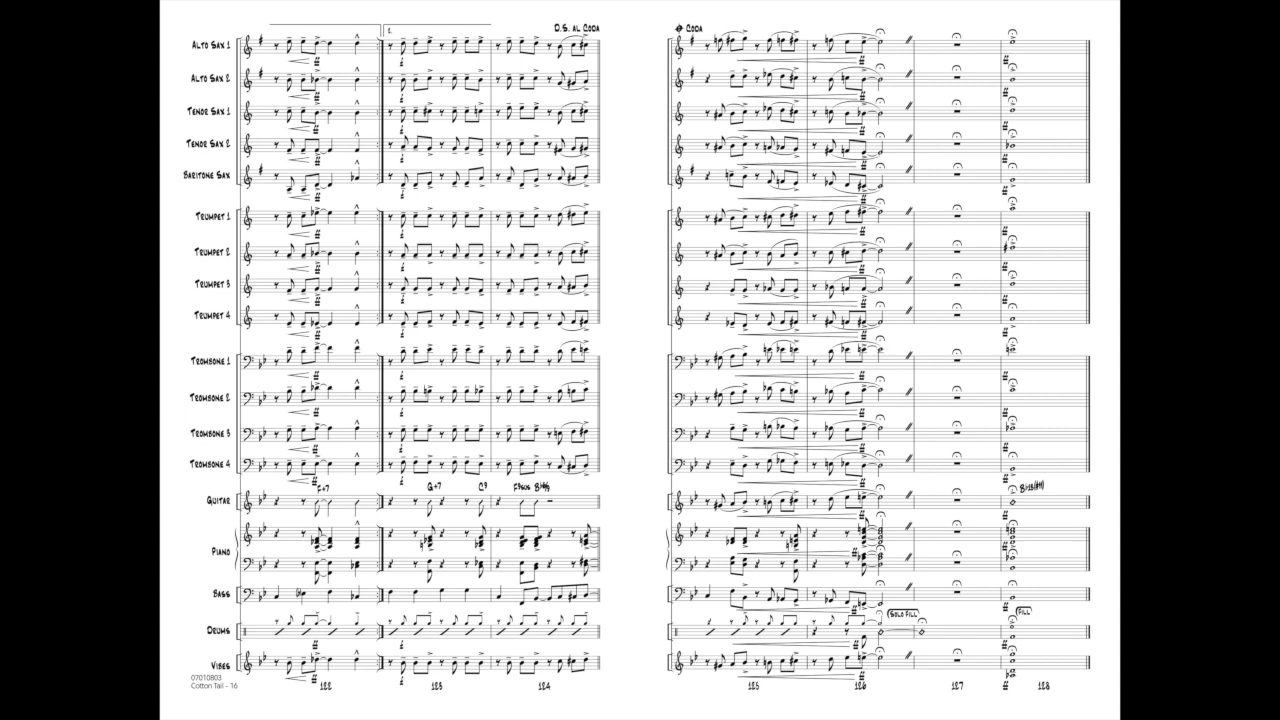 1.
D.S. AL CODA
CODA
ALTO SAX 1
ALTO SAX 2
TENOR SAX 1
TENOR SAX 2
BARITONE SAX
TRUMPET 1
TRUMPET 2
TRUMPET 3
TRUMPET 4
TROMBONE 1
TROMBONE 2
TROMBONE 3
TROMBONE 4
F+7 G+7 C9 F9SUS
GUITAR
PIANO
BASS
SOLO FILL
FILL
DRUMS
VIBES
07010803
Cotton Tail - 16
122 123 124 125 126 127 128